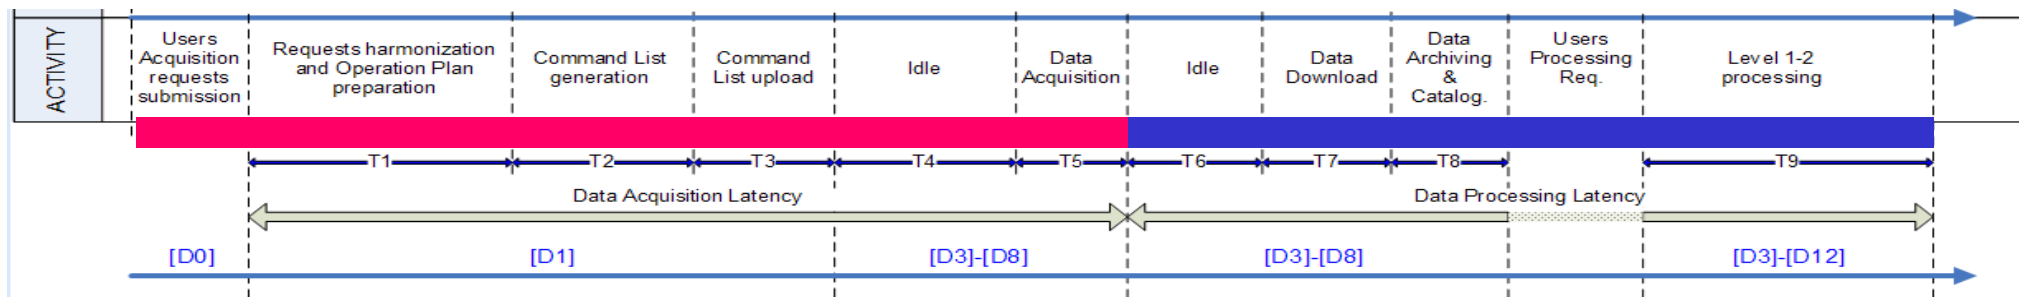 ACTIVITY
Users
Acquisition
requests
submission
Requests harmonization
and Operation Plan
preparation
Command List
generation
Command
List upload
Idle
Data
Acquisition
Idle
Data
Download
Data
Archiving
&
Catalog.
Users
Processing
Req.
Level 1-2
processing
T1
T2
T3
T4
T5
T6
T7
T8
T9
Data Acquisition Latency
Data Processing Latency
[D0]
[D1]
[D3]-[D8]
[D3]-[D8]
[D3]-[D12]